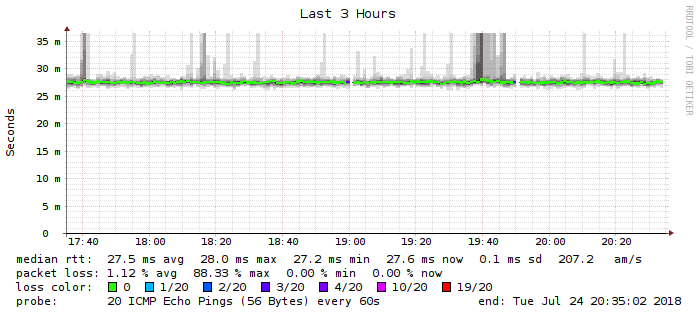 Last 3 Hours
RRDTOOL / TOBI OETIKER
Seconds
35 m
30 m
25 m
20 m
15 m
10 m
5 m
0
17:40 18:00 18:20 18:40 19:00 19:20 19:40 20:00 20:20
median rtt: 27.5 ms avg 28.0 ms max 27.2 ms min 27.6 ms now 0.1 ms sd 207.2 am/s
packet loss: 1.12 % avg 88.33 % max 0.00 % min 0.00 % now
loss color: 0 1/20 2/20 3/20 4/20 10/20 19/20
probe: 20 ICMP Echo Pings (56 Bytes) every 60s end: Tue Jul 24 20:35:02 2018